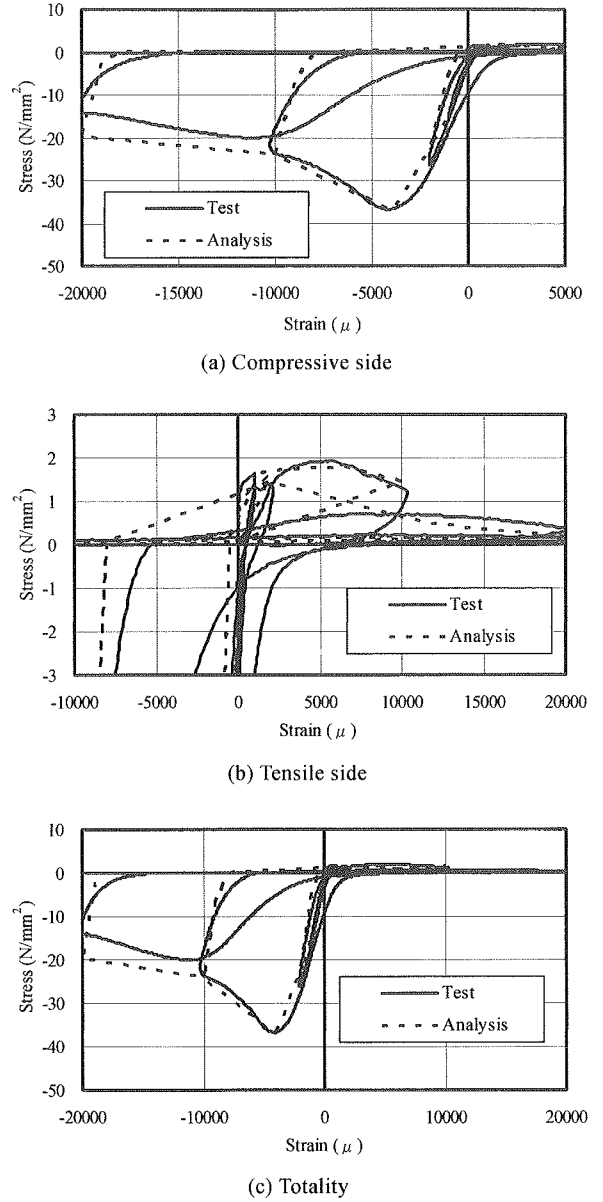 10
0
-10
-20
-30
-40
-50
Stress (N/mm²)
Test
Analysis
-20000 -15000 -10000 -5000 0 5000
Strain ( μ )
(a) Compressive side
3
2
1
0
-1
-2
-3
Stress (N/mm²)
Test
Analysis
-10000 -5000 0 5000 10000 15000 20000
Strain ( μ )
(b) Tensile side
10
0
-10
-20
-30
-40
-50
Stress (N/mm²)
Test
Analysis
-20000 -10000 0 10000 20000
Strain ( μ )
(c) Totality